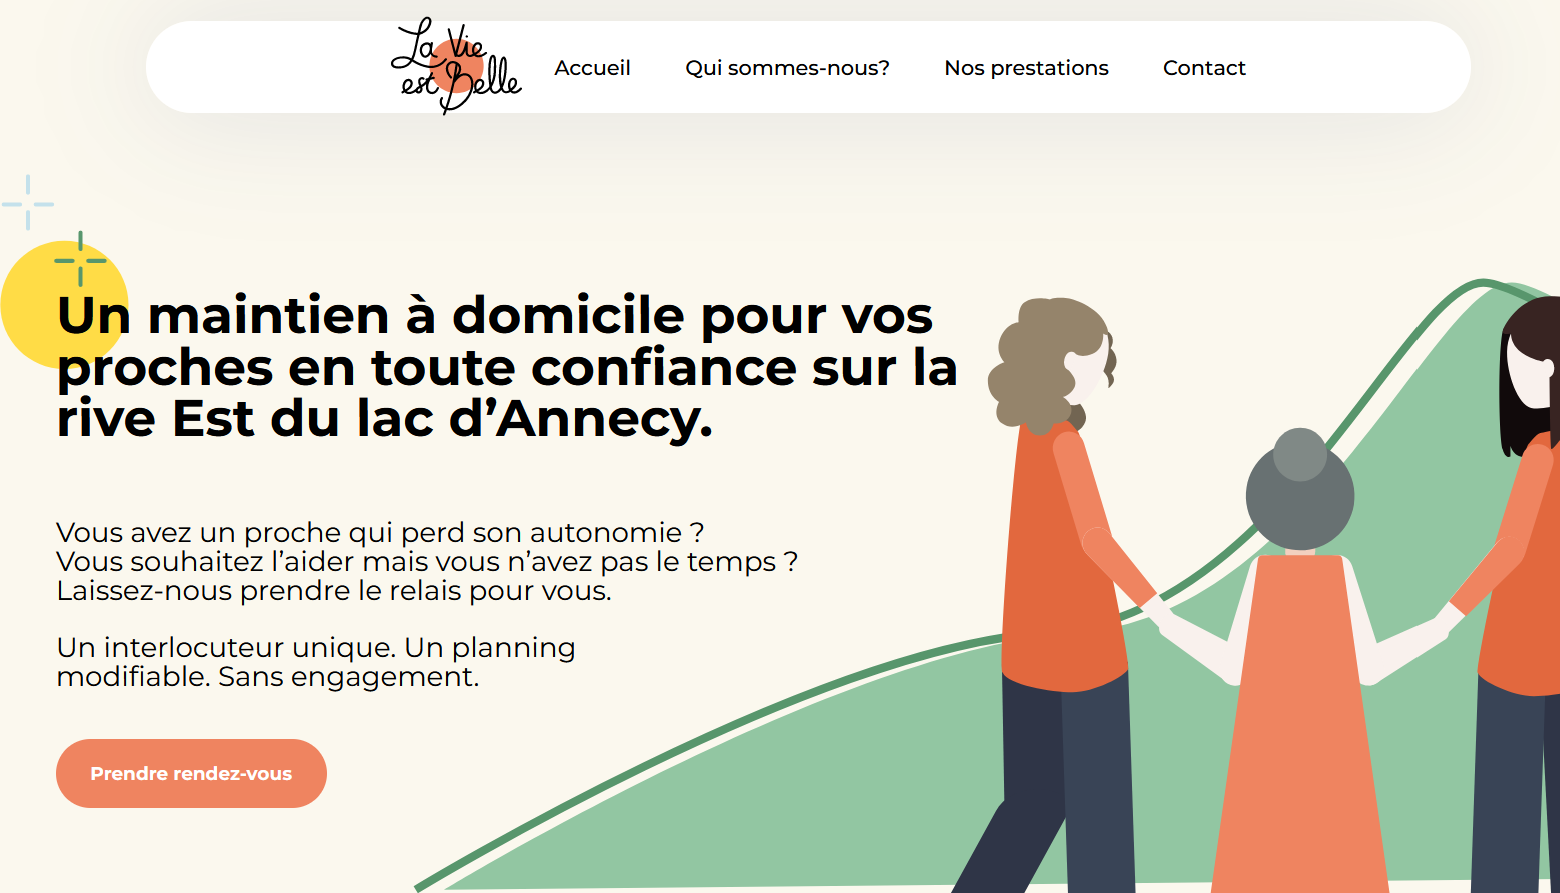 La Vie
est Belle
Accueil
Qui sommes-nous?
Nos prestations
Contact
Un maintien à domicile pour vos
proches en toute confiance sur la
rive Est du lac d’Annecy.
Vous avez un proche qui perd son autonomie ?
Vous souhaitez l’aider mais vous n’avez pas le temps ?
Laissez-nous prendre le relais pour vous.
Un interlocuteur unique. Un planning
modifiable. Sans engagement.
Prendre rendez-vous